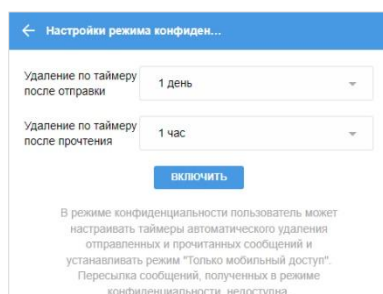 Настройки режима конфиден...
Удаление по таймеру
после отправки
1 день
Удаление по таймеру
после прочтения
1 час
ВКЛЮЧИТЬ
В режиме конфиденциальности пользователь может
настраивать таймеры автоматического удаления
отправленных и прочитанных сообщений и
устанавливать режим "Только мобильный доступ".
Пересылка сообщений, полученных в режиме
конфиденциальности, недоступна